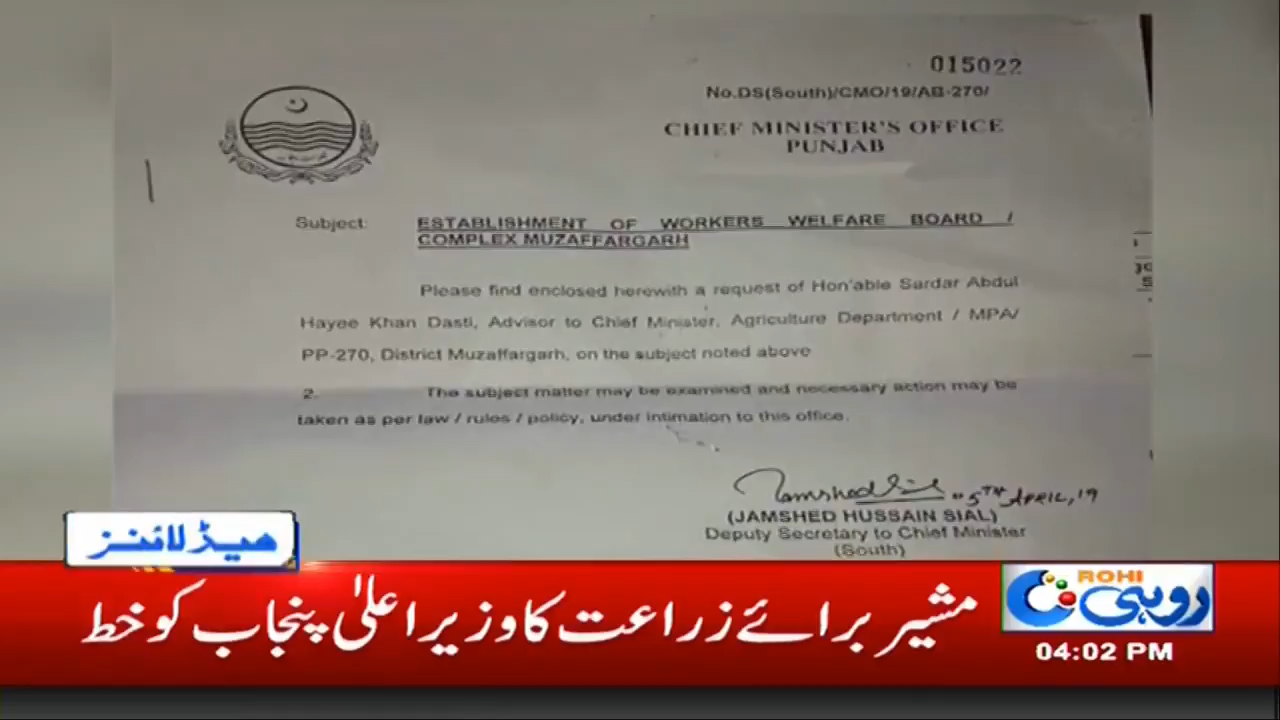 015022
No.DS(South)/CMO/19/AB-270/
CHIEF MINISTER'S OFFICE
PUNJAB
Subject: ESTABLISHMENT OF WORKERS WELFARE BOARD /
COMPLEX MUZAFFARGARH
Please find enclosed herewith a request of Hon'able Sardar Abdul
Hayee Khan Dasti, Advisor to Chief Minister, Agriculture Department / MPA/
PP-270, District Muzaffargarh, on the subject noted above
2. The subject matter may be examined and necessary action may be
taken as per law / rules / policy, under intimation to this office.
Jamshed Sial 5TH APRIL, 19
(JAMSHED HUSSAIN SIAL)
Deputy Secretary to Chief Minister
(South)
ہیڈلائنز
مشیر برائے زراعت کا وزیر اعلیٰ پنجاب کو خط
ROHI
روہی
04:02 PM